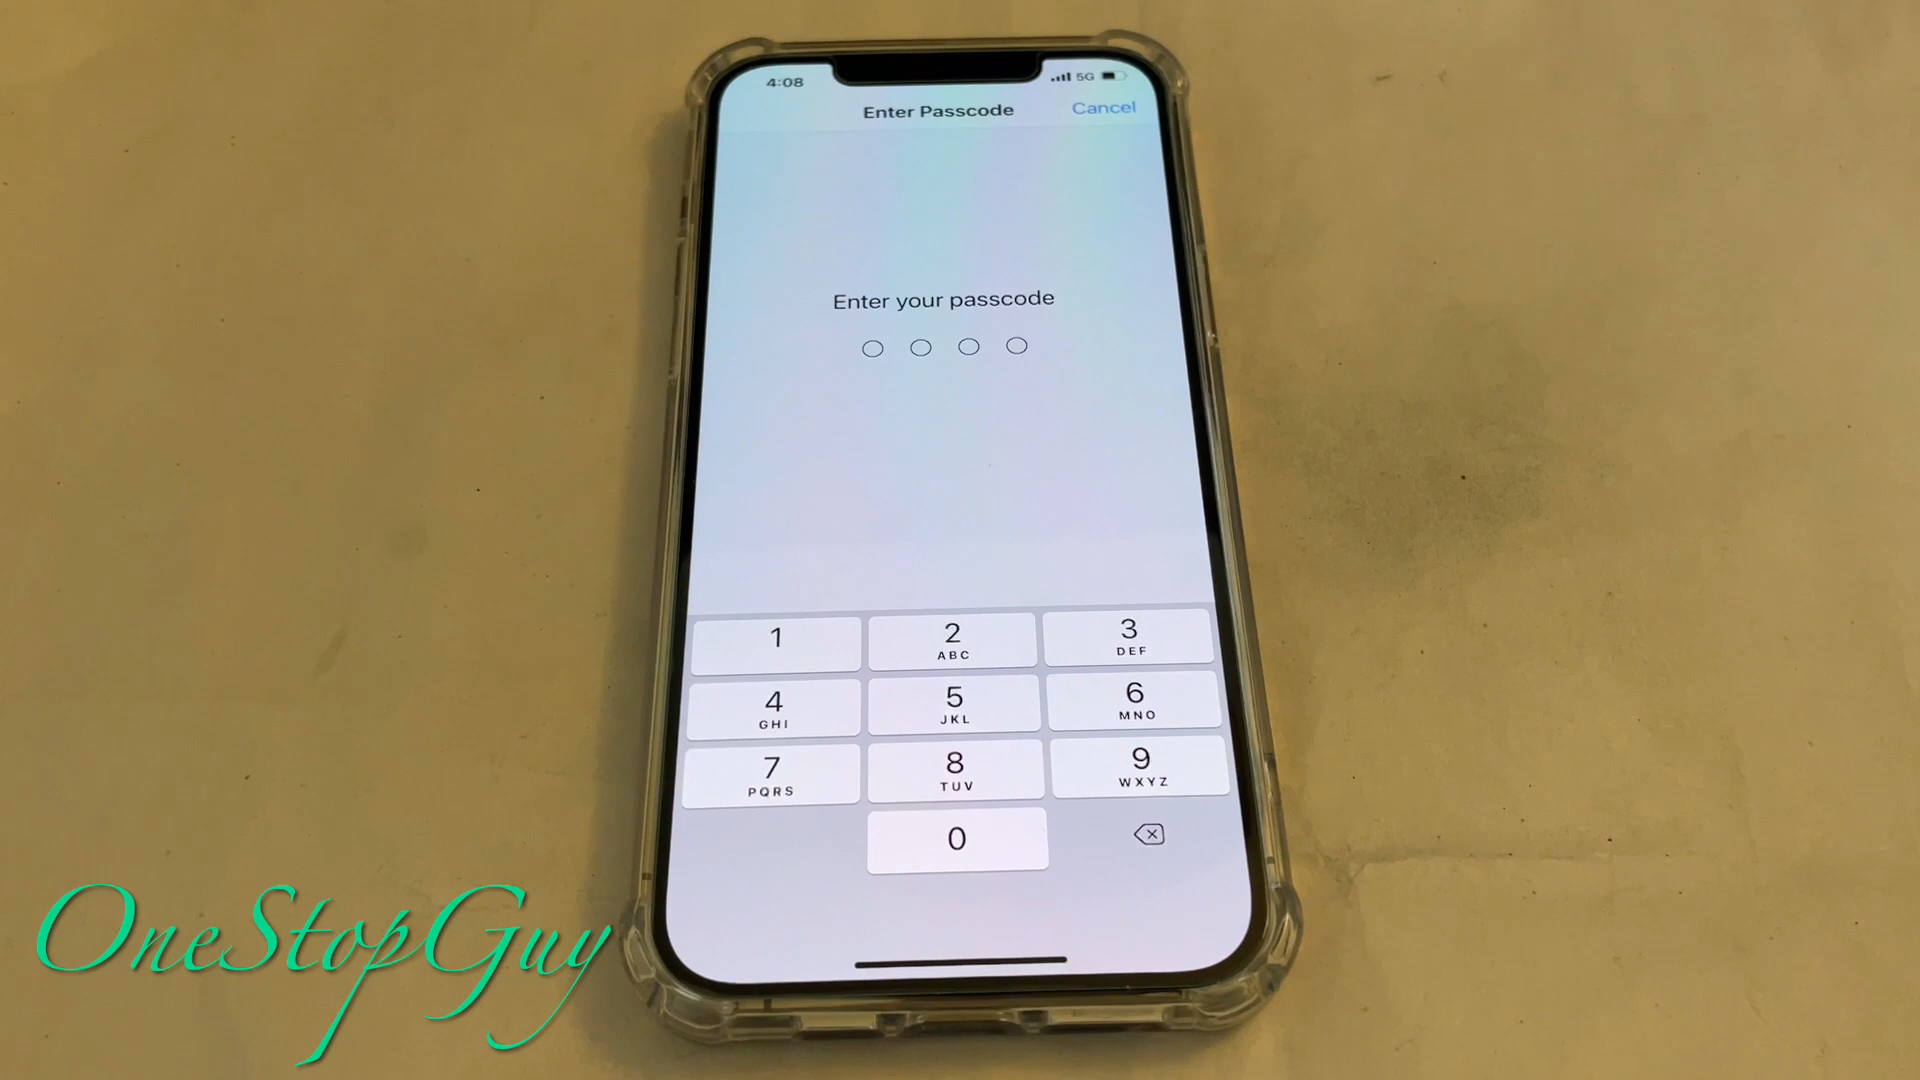 4:08 5G
Enter Passcode Cancel
Enter your passcode
1 2 3
ABC DEF
4 5 6
GHI JKL MNO
7 8 9
PQRS TUV WXYZ
0
OneStopGuy